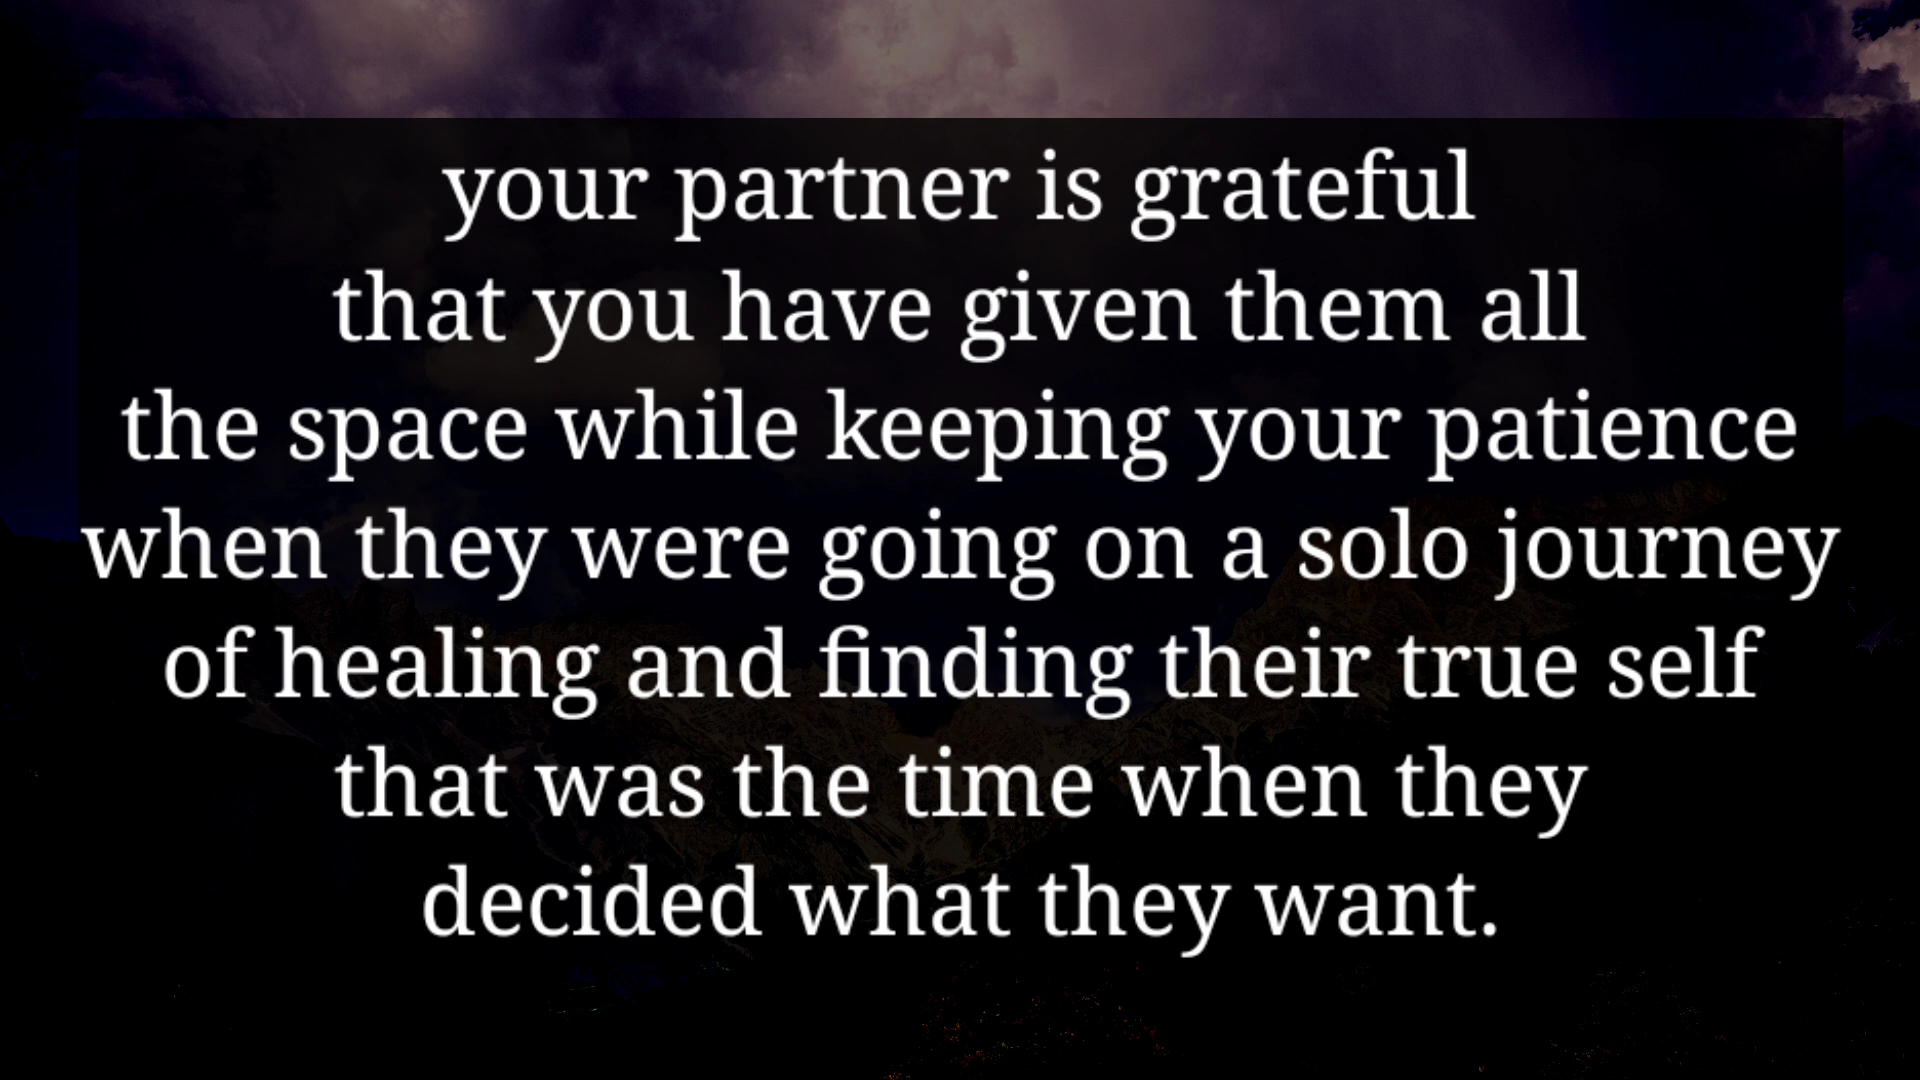 your partner is grateful
that you have given them all
the space while keeping your patience
when they were going on a solo journey
of healing and finding their true self
that was the time when they
decided what they want.